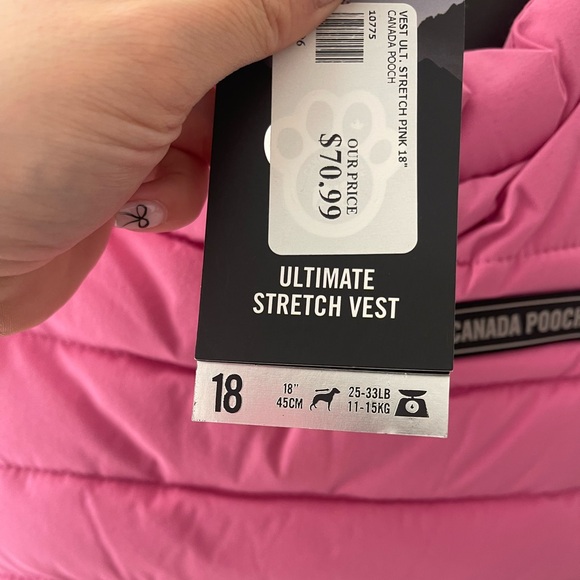 VEST ULT. STRETCH PINK 18"
CANADA POOCH
10775
6
OUR PRICE
$70.99
ULTIMATE
STRETCH VEST
CANADA POOCH
18
18"
45CM
25-33LB
11-15KG